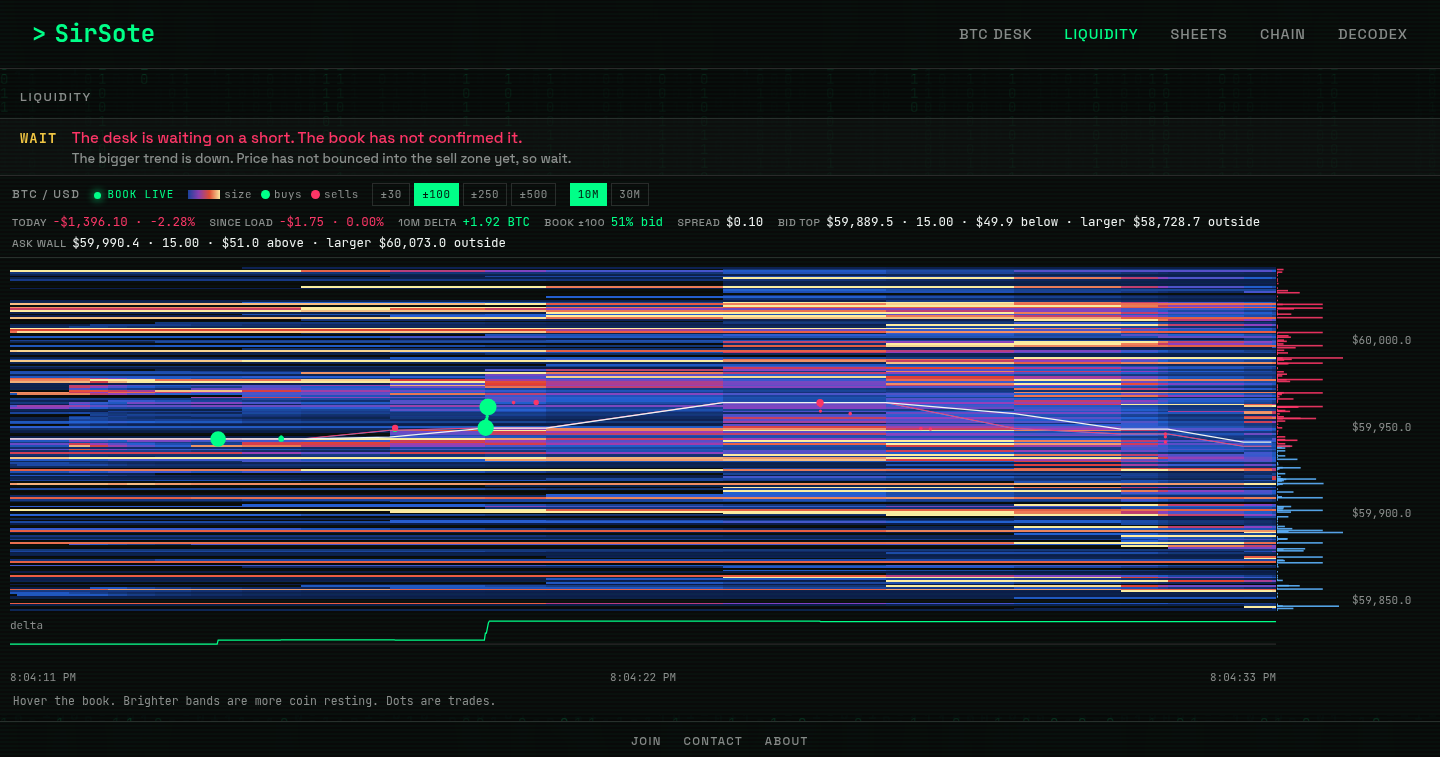 > SirSote
BTC DESK LIQUIDITY SHEETS CHAIN DECODEX
LIQUIDITY
WAIT The desk is waiting on a short. The book has not confirmed it.
The bigger trend is down. Price has not bounced into the sell zone yet, so wait.
BTC / USD BOOK LIVE size buys sells ±30 ±100 ±250 ±500 10M 30M
TODAY -$1,396.10 · -2.28% SINCE LOAD -$1.75 · 0.00% 10M DELTA +1.92 BTC BOOK ±100 51% bid SPREAD $0.10 BID TOP $59,889.5 · 15.00 · $49.9 below · larger $58,728.7 outside
ASK WALL $59,990.4 · 15.00 · $51.0 above · larger $60,073.0 outside
$60,000.0
$59,950.0
$59,900.0
$59,850.0
delta
8:04:11 PM 8:04:22 PM 8:04:33 PM
Hover the book. Brighter bands are more coin resting. Dots are trades.
JOIN CONTACT ABOUT